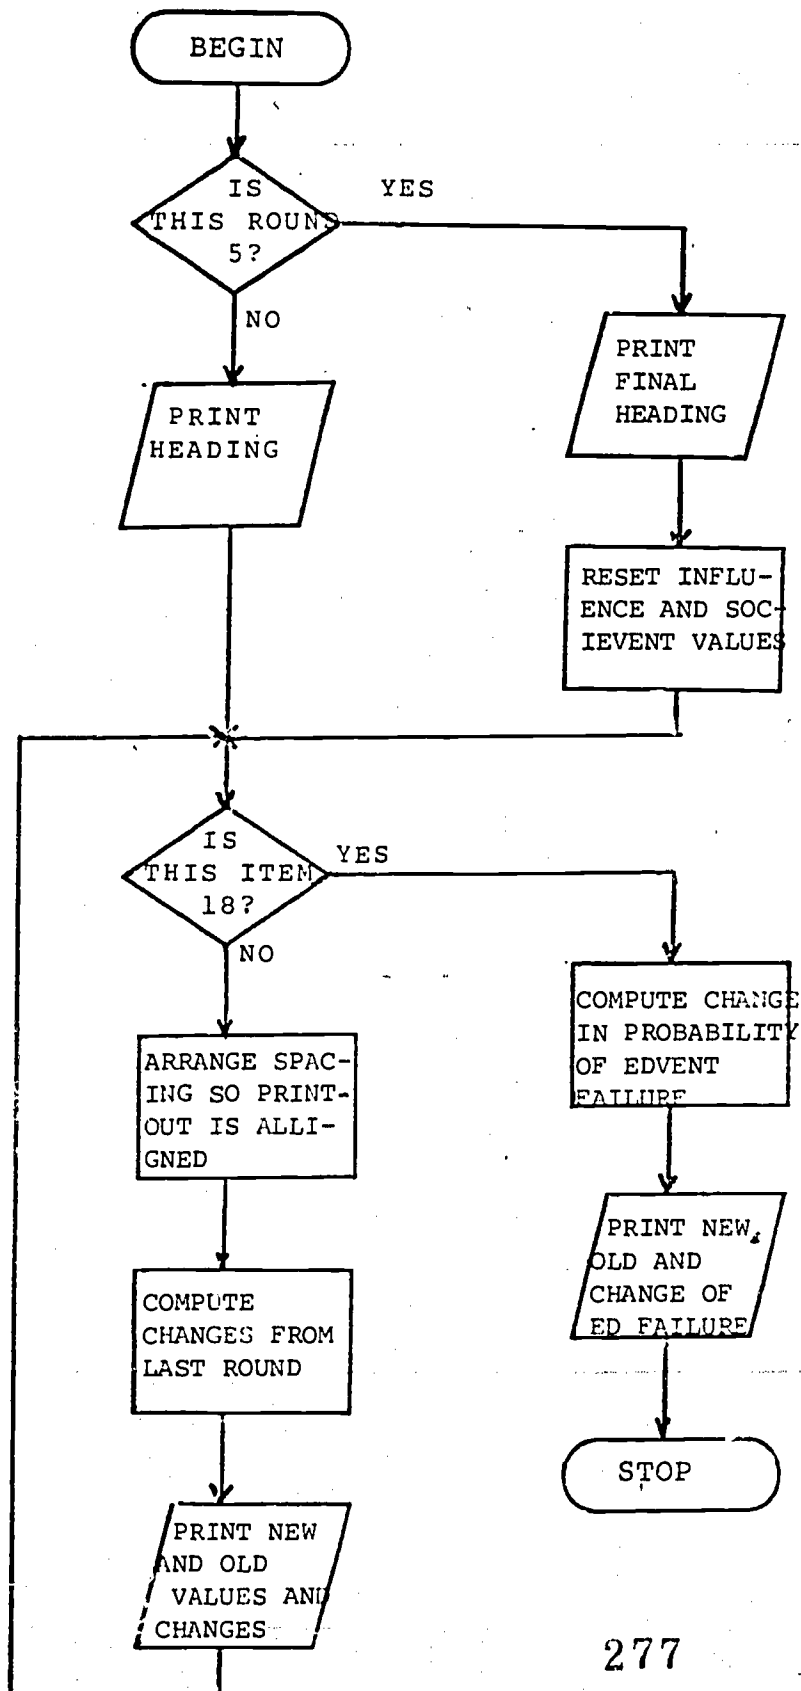 BEGIN
IS
THIS ROUND
5?
YES
NO
PRINT
HEADING
PRINT
FINAL
HEADING
RESET INFLU-
ENCE AND SOC-
IEVENT VALUES
IS
THIS ITEM
18?
YES
NO
ARRANGE SPAC-
ING SO PRINT-
OUT IS ALLI-
GNED
COMPUTE
CHANGES FROM
LAST ROUND
PRINT NEW
AND OLD
VALUES AND
CHANGES
COMPUTE CHANGE
IN PROBABILITY
OF EDVENT
FAILURE
PRINT NEW,
OLD AND
CHANGE OF
ED FAILURE
STOP
277